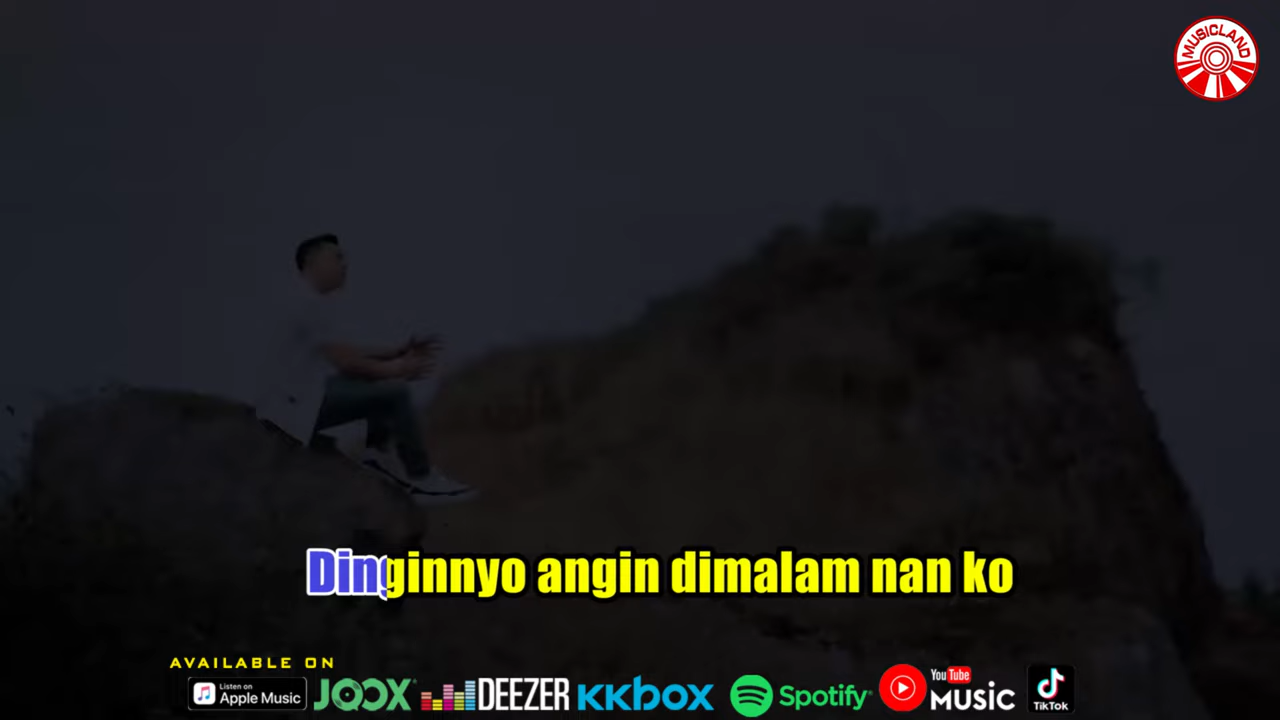 MUSICLAND
Dinginnyo angin dimalam nan ko
AVAILABLE ON
Listen on
Apple Music
JOOX
DEEZER
KKBOX
Spotify
YouTube
MUSIC
TikTok